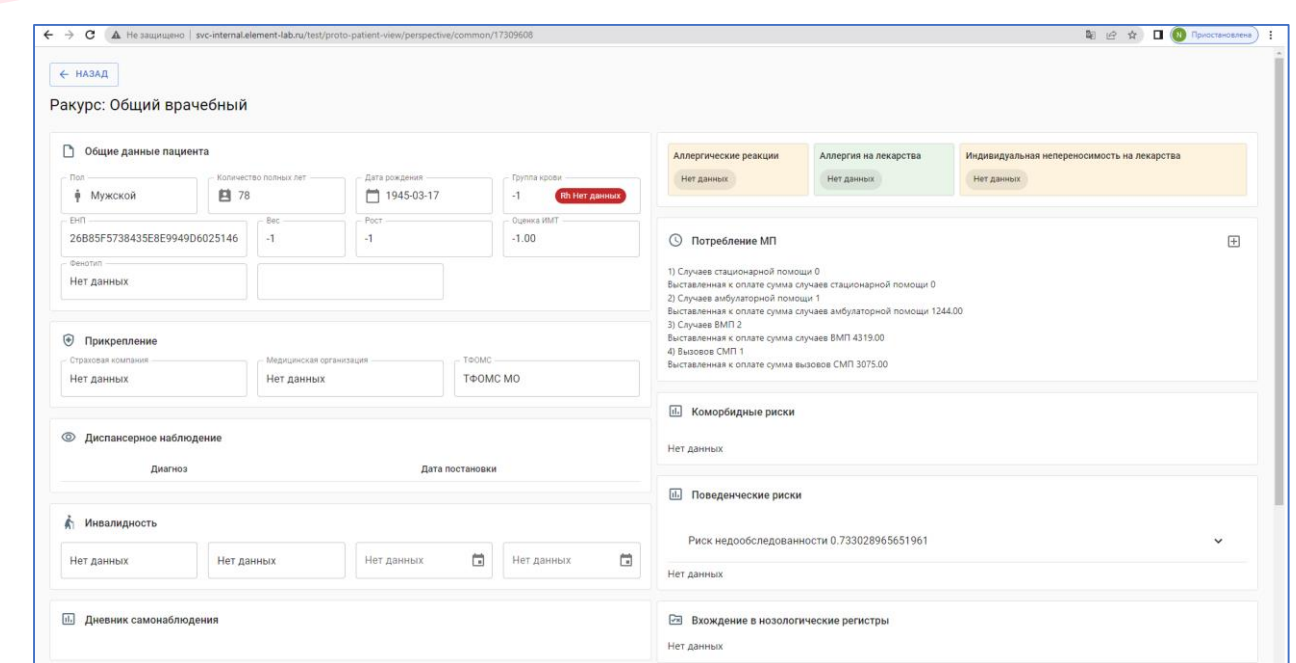 Не защищено | svc-internal.element-lab.ru/test/proto-patient-view/perspective/common/17309608
N Приостановлена
← НАЗАД
Ракурс: Общий врачебный
Общие данные пациента
Пол
Мужской
Количество полных лет
78
Дата рождения
1945-03-17
Группа крови
-1 Rh Нет данных
ЕНП
26B85F5738435E8E9949D6025146
Вес
-1
Рост
-1
Оценка ИМТ
-1.00
Фенотип
Нет данных
Прикрепление
Страховая компания
Нет данных
Медицинская организация
Нет данных
ТФОМС
ТФОМС МО
Диспансерное наблюдение
Диагноз Дата постановки
Инвалидность
Нет данных Нет данных Нет данных Нет данных
Дневник самонаблюдения
Аллергические реакции
Нет данных
Аллергия на лекарства
Нет данных
Индивидуальная непереносимость на лекарства
Нет данных
Потребление МП
1) Случаев стационарной помощи 0
Выставленная к оплате сумма случаев стационарной помощи 0
2) Случаев амбулаторной помощи 1
Выставленная к оплате сумма случаев амбулаторной помощи 1244.00
3) Случаев ВМП 2
Выставленная к оплате сумма случаев ВМП 4319.00
4) Вызовов СМП 1
Выставленная к оплате сумма вызовов СМП 3075.00
Коморбидные риски
Нет данных
Поведенческие риски
Риск недообследованности 0.733028965651961
Нет данных
Вхождение в нозологические регистры
Нет данных